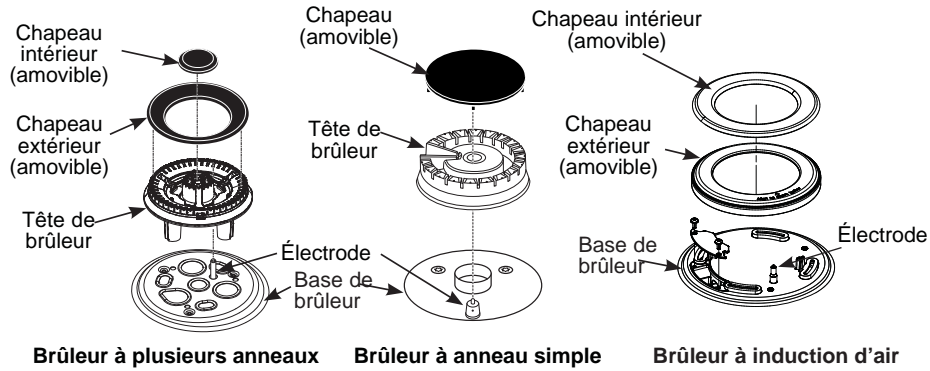 Chapeau
intérieur
(amovible)
Chapeau
extérieur
(amovible)
Tête de
brûleur
Chapeau
(amovible)
Tête de
brûleur
Électrode
Base de
brûleur
Chapeau intérieur
(amovible)
Chapeau
extérieur
(amovible)
Base de
brûleur
Électrode
Brûleur à plusieurs anneaux
Brûleur à anneau simple
Brûleur à induction d’air